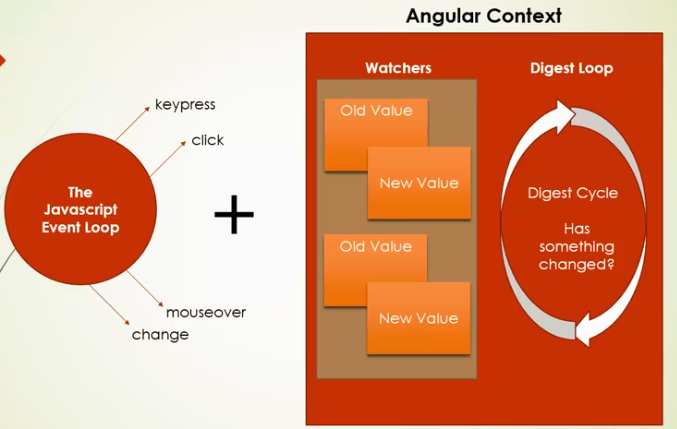 Angular Context
The
Javascript
Event Loop
keypress
click
mouseover
change
+
Watchers
Old Value
New Value
Old Value
New Value
Digest Loop
Digest Cycle
Has
something
changed?